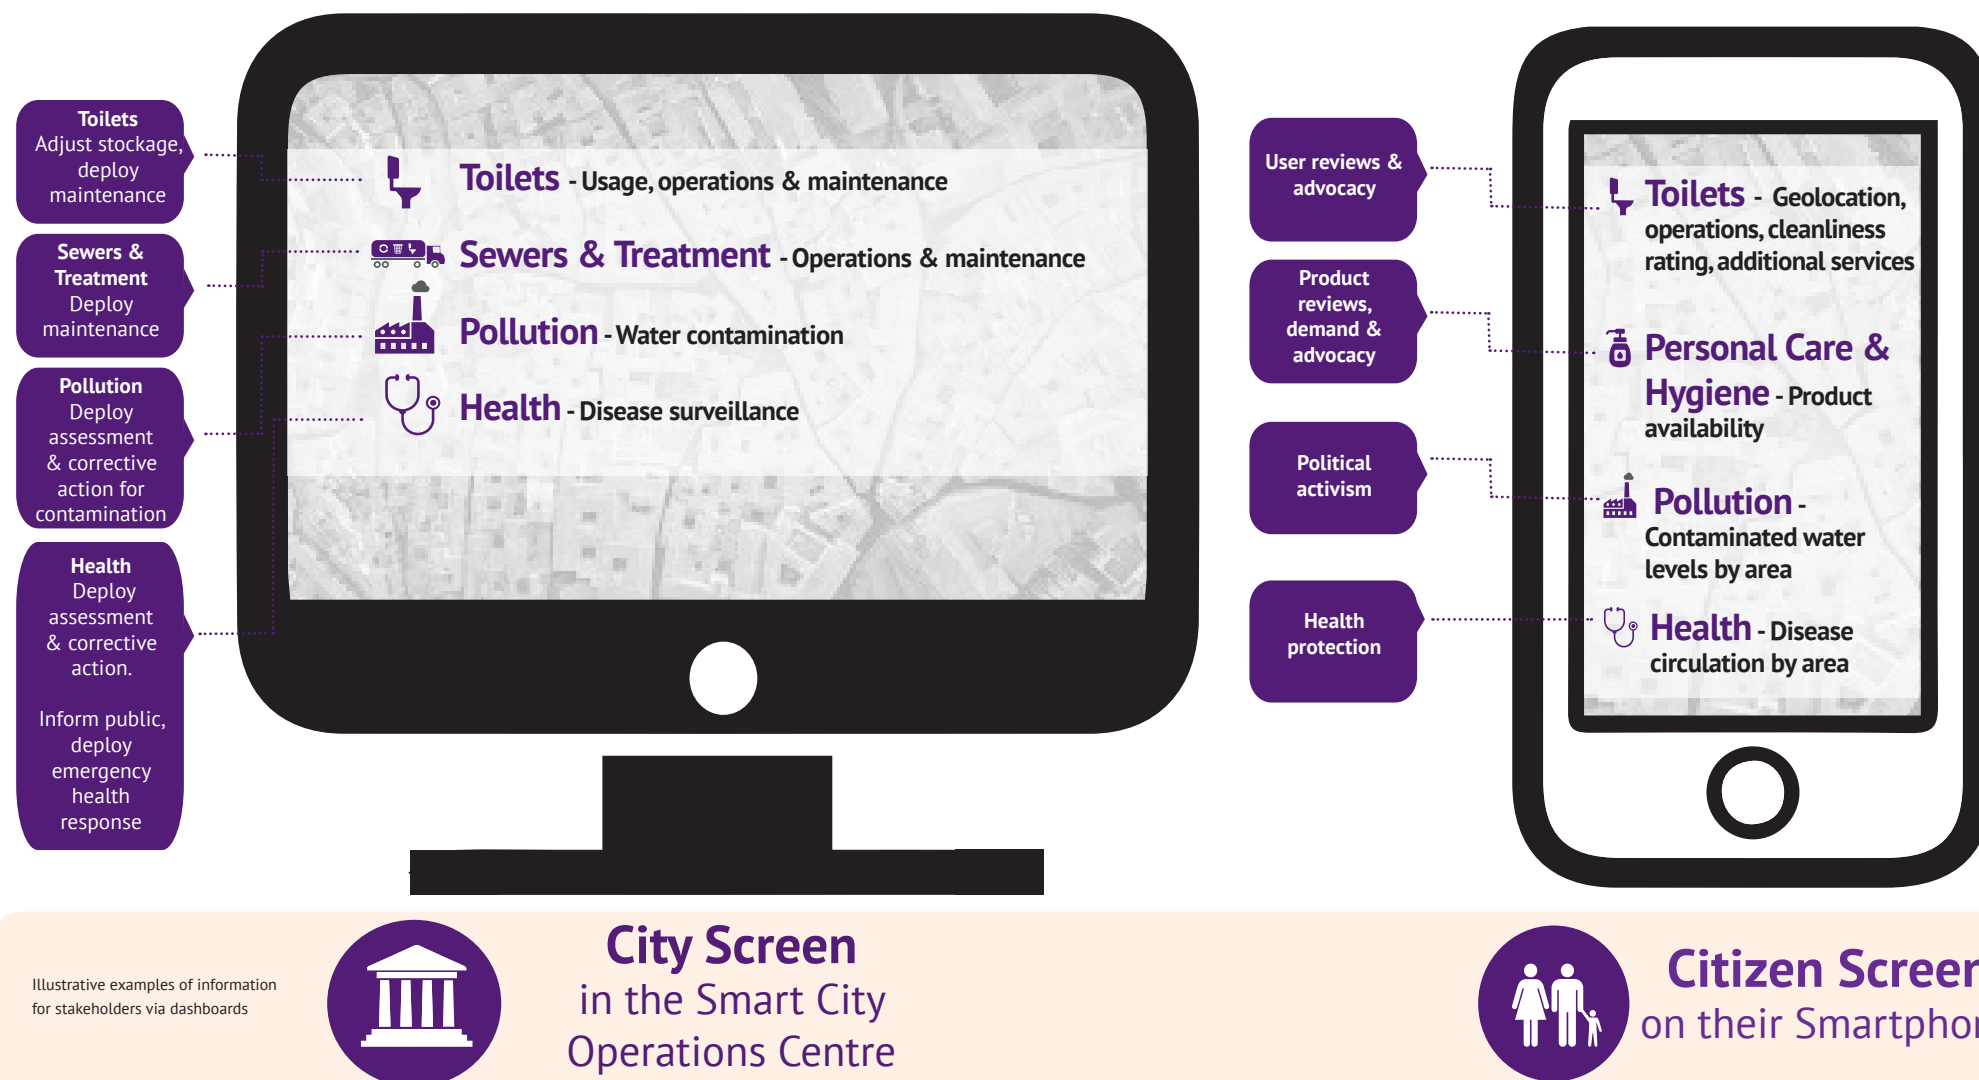 Toilets
Adjust stockage,
deploy
maintenance
Sewers &
Treatment
Deploy
maintenance
Pollution
Deploy
assessment
& corrective
action for
contamination
Health
Deploy
assessment
& corrective
action.
Inform public,
deploy
emergency
health
response
Toilets - Usage, operations & maintenance
Sewers & Treatment - Operations & maintenance
Pollution - Water contamination
Health - Disease surveillance
User reviews &
advocacy
Product
reviews,
demand &
advocacy
Political
activism
Health
protection
Toilets - Geolocation,
operations, cleanliness
rating, additional services
Personal Care &
Hygiene - Product
availability
Pollution -
Contaminated water
levels by area
Health - Disease
circulation by area
Illustrative examples of information
for stakeholders via dashboards
City Screen
in the Smart City
Operations Centre
Citizen Screen
on their